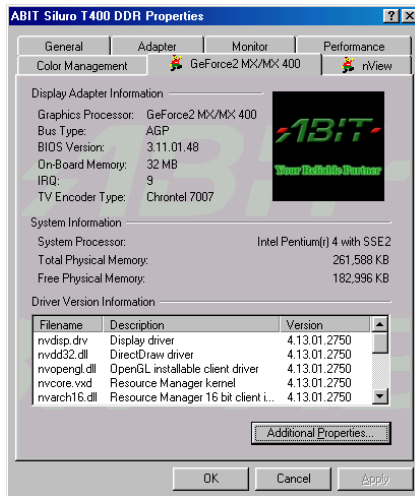 ABIT Siluro T400 DDR Properties
General Adapter Monitor Performance
Color Management GeForce2 MX/MX 400 nView
Display Adapter Information
Graphics Processor: GeForce2 MX/MX 400
Bus Type: AGP
BIOS Version: 3.11.01.48
On-Board Memory: 32 MB
IRQ: 9
TV Encoder Type: Chrontel 7007
ABIT
Your Reliable Partner
System Information
System Processor: Intel Pentium(r) 4 with SSE2
Total Physical Memory: 261,588 KB
Free Physical Memory: 182,996 KB
Driver Version Information
Filename Description Version
nvdisp.drv Display driver 4.13.01.2750
nvdd32.dll DirectDraw driver 4.13.01.2750
nvopengl.dll OpenGL installable client driver 4.13.01.2750
nvcore.vxd Resource Manager kernel 4.13.01.2750
nvarch16.dll Resource Manager 16 bit client i... 4.13.01.2750
Additional Properties...
OK Cancel Apply